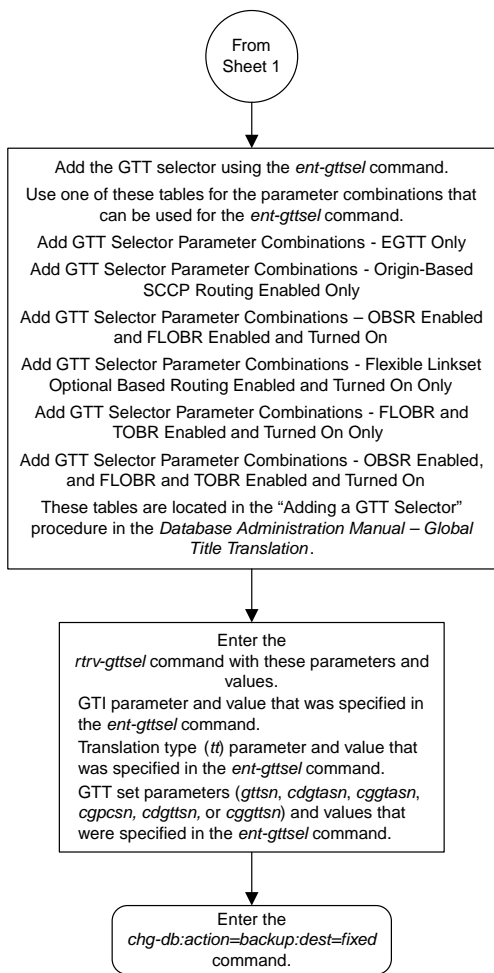 From
Sheet 1
Add the GTT selector using the ent-gttsel command.
Use one of these tables for the parameter combinations that
can be used for the ent-gttsel command.
Add GTT Selector Parameter Combinations - EGTT Only
Add GTT Selector Parameter Combinations - Origin-Based
SCCP Routing Enabled Only
Add GTT Selector Parameter Combinations – OBSR Enabled
and FLOBR Enabled and Turned On
Add GTT Selector Parameter Combinations - Flexible Linkset
Optional Based Routing Enabled and Turned On Only
Add GTT Selector Parameter Combinations - FLOBR and
TOBR Enabled and Turned On Only
Add GTT Selector Parameter Combinations - OBSR Enabled,
and FLOBR and TOBR Enabled and Turned On
These tables are located in the “Adding a GTT Selector”
procedure in the Database Administration Manual – Global
Title Translation.
Enter the
rtrv-gttsel command with these parameters and
values.
GTI parameter and value that was specified in
the ent-gttsel command.
Translation type (tt) parameter and value that
was specified in the ent-gttsel command.
GTT set parameters (gttsn, cdgtasn, cggtasn,
cgpcsn, cdgttsn, or cggttsn) and values that
were specified in the ent-gttsel command.
Enter the
chg-db:action=backup:dest=fixed
command.